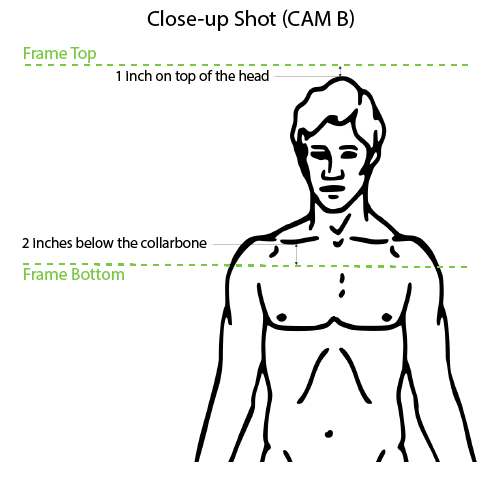 Close-up Shot (CAM B)
Frame Top
1 Inch on top of the head
2 Inches below the collarbone
Frame Bottom